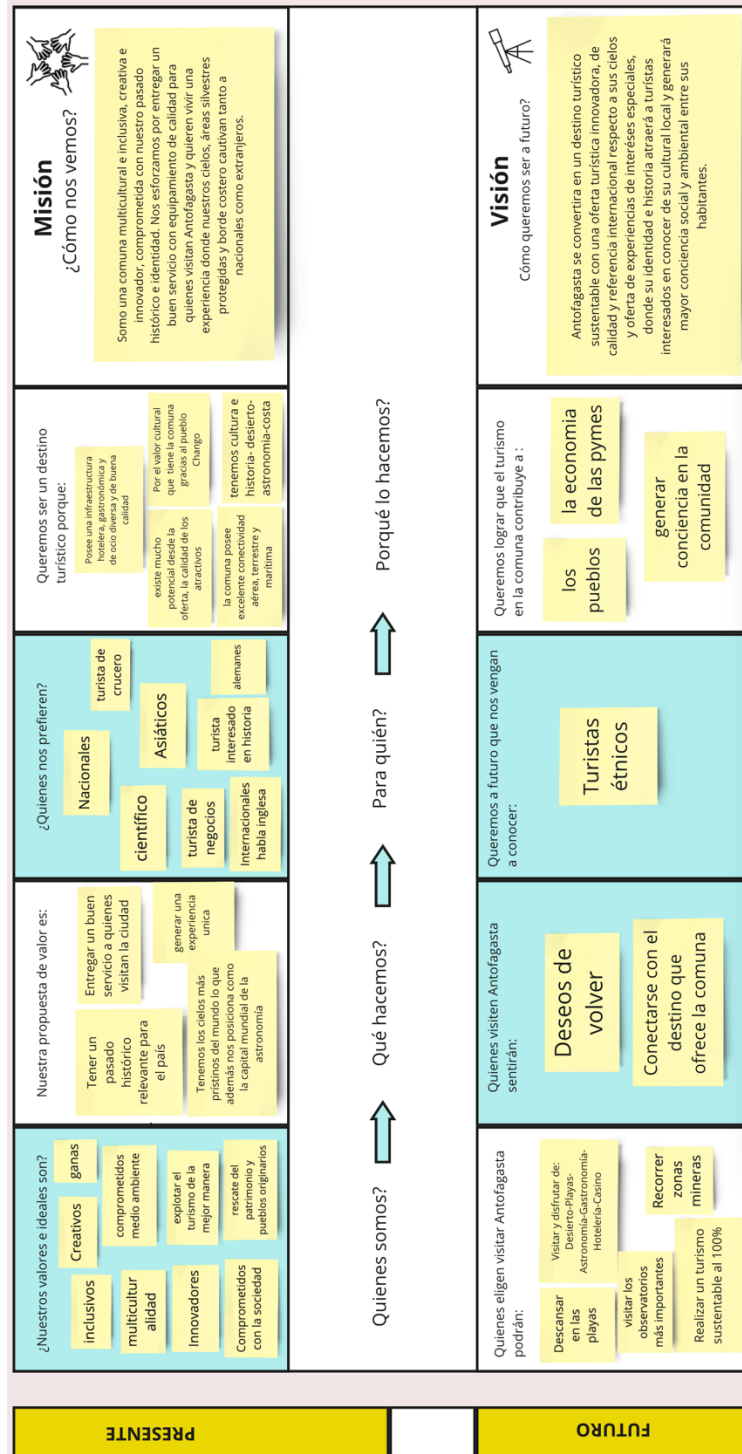 PRESENTE
¿Nuestros valores e ideales son?
Creativos
ganas
inclusivos
comprometidos
medio ambiente
multicultur
alidad
explotar el
turismo de la
mejor manera
Innovadores
rescate del
patrimonio y
pueblos originarios
Comprometidos
con la sociedad
Nuestra propuesta de valor es:
Entregar un buen
servicio a quienes
visitan la ciudad
Tener un
pasado
histórico
relevante para
el país
generar una
experiencia
unica
Tenemos los cielos más
prístinos del mundo lo que
además nos posiciona como
la capital mundial de la
astronomía
¿Quienes nos prefieren?
Nacionales
turista de
crucero
científico
Asiáticos
turista de
negocios
turista
interesado
en historia
alemanes
Internacionales
habla inglesa
Queremos ser un destino
turístico porque:
Posee una infraestructura
hotelera, gastronómica y
de ocio diversa y de buena
calidad
Por el valor cultural
que tiene la comuna
gracias al pueblo
Chango
existe mucho
potencial desde la
oferta, la calidad de los
atractivos
tenemos cultura e
historia- desierto-
astronomia-costa
la comuna posee
excelente conectividad
aérea, terrestre y
marítima
Misión
¿Cómo nos vemos?
Somo una comuna multicultural e inclusiva, creativa e
innovador, comprometida con nuestro pasado
histórico e identidad. Nos esforzamos por entregar un
buen servicio con equipamiento de calidad para
quienes visitan Antofagasta y quieren vivir una
experiencia donde nuestros cielos, áreas silvestres
protegidas y borde costero cautivan tanto a
nacionales como extranjeros.
Quienes somos?
Qué hacemos?
Para quién?
Porqué lo hacemos?
FUTURO
Quienes eligen visitar Antofagasta
podrán:
Visitar y disfrutar de:
Desierto-Playas-
Astronomía-Gastronomía-
Hotelería-Casino
Descansar
en las
playas
visitar los
observatorios
más importantes
Recorrer
zonas
mineras
Realizar un turismo
sustentable al 100%
Quienes visiten Antofagasta
sentirán:
Deseos de
volver
Conectarse con el
destino que
ofrece la comuna
Queremos a futuro que nos vengan
a conocer:
Turistas
étnicos
Queremos lograr que el turismo
en la comuna contribuye a :
los
pueblos
la economia
de las pymes
generar
conciencia en la
comunidad
Visión
Cómo queremos ser a futuro?
Antofagasta se convertira en un destino turístico
sustentable con una oferta turística innovadora, de
calidad y referencia internacional respecto a sus cielos
y oferta de experiencias de interéses especiales,
donde su identidad e historia atraerá a turistas
interesados en conocer de su cultural local y generará
mayor conciencia social y ambiental entre sus
habitantes.